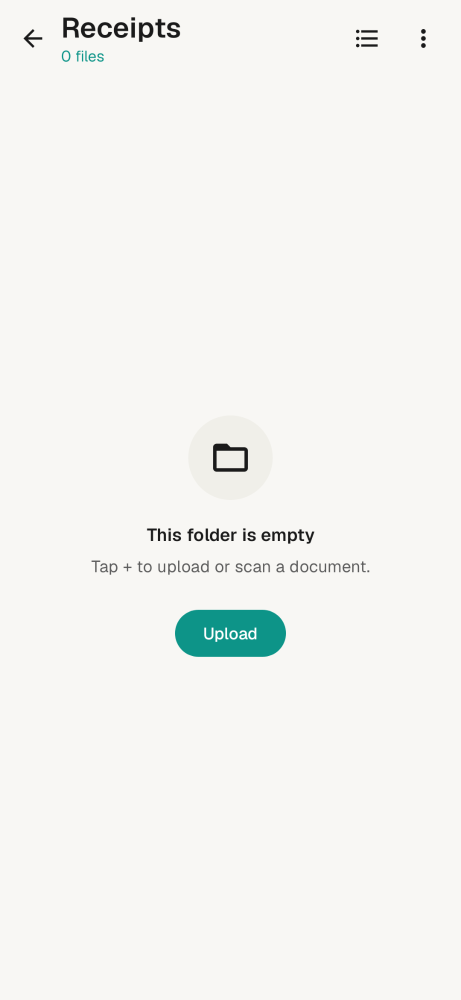 Receipts
0 files
This folder is empty
Tap + to upload or scan a document.
Upload